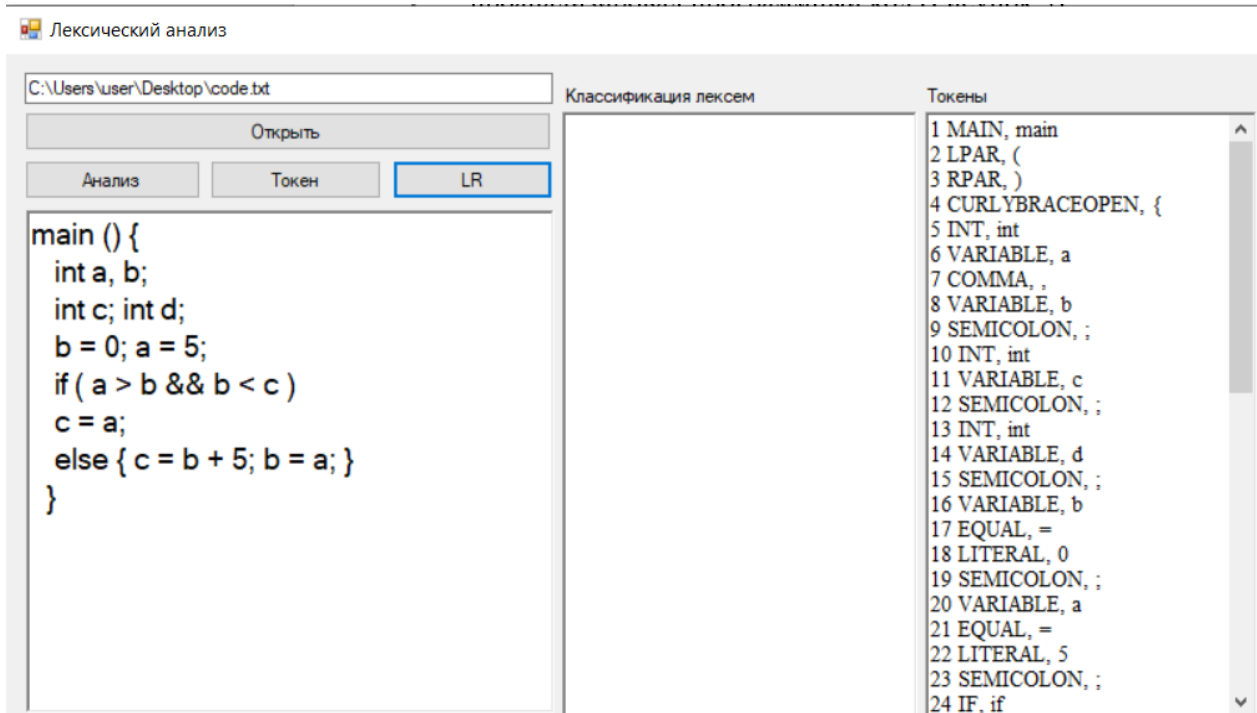 Лексический анализ
C:\Users\user\Desktop\code.txt
Открыть
Анализ Токен LR
main () {
int a, b;
int c; int d;
b = 0; a = 5;
if ( a > b && b < c )
c = a;
else { c = b + 5; b = a; }
}
Классификация лексем
Токены
1 MAIN, main
2 LPAR, (
3 RPAR, )
4 CURLYBRACEOPEN, {
5 INT, int
6 VARIABLE, a
7 COMMA, ,
8 VARIABLE, b
9 SEMICOLON, ;
10 INT, int
11 VARIABLE, c
12 SEMICOLON, ;
13 INT, int
14 VARIABLE, d
15 SEMICOLON, ;
16 VARIABLE, b
17 EQUAL, =
18 LITERAL, 0
19 SEMICOLON, ;
20 VARIABLE, a
21 EQUAL, =
22 LITERAL, 5
23 SEMICOLON, ;
24 IF, if